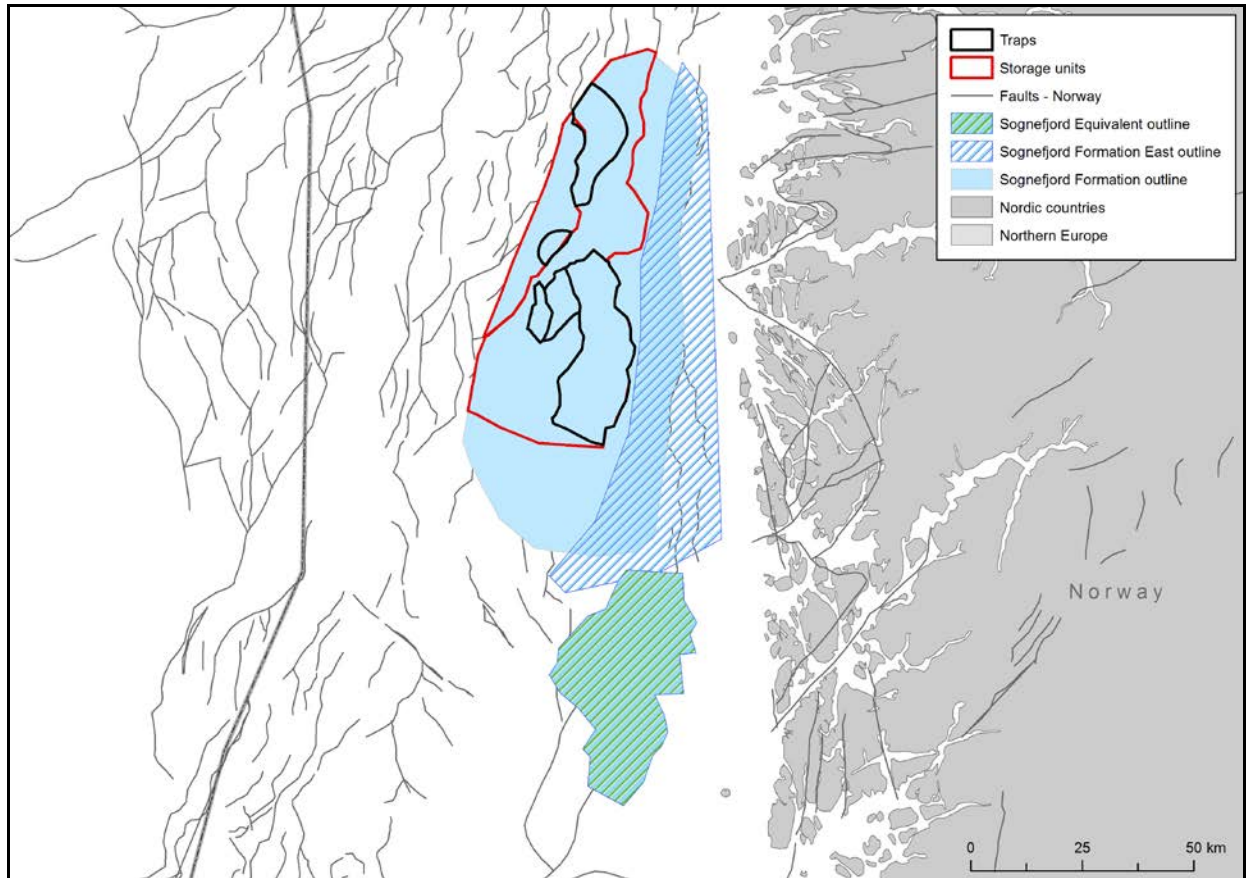 Traps
Storage units
Faults - Norway
Sognefjord Equivalent outline
Sognefjord Formation East outline
Sognefjord Formation outline
Nordic countries
Northern Europe
Norway
0 25 50 km